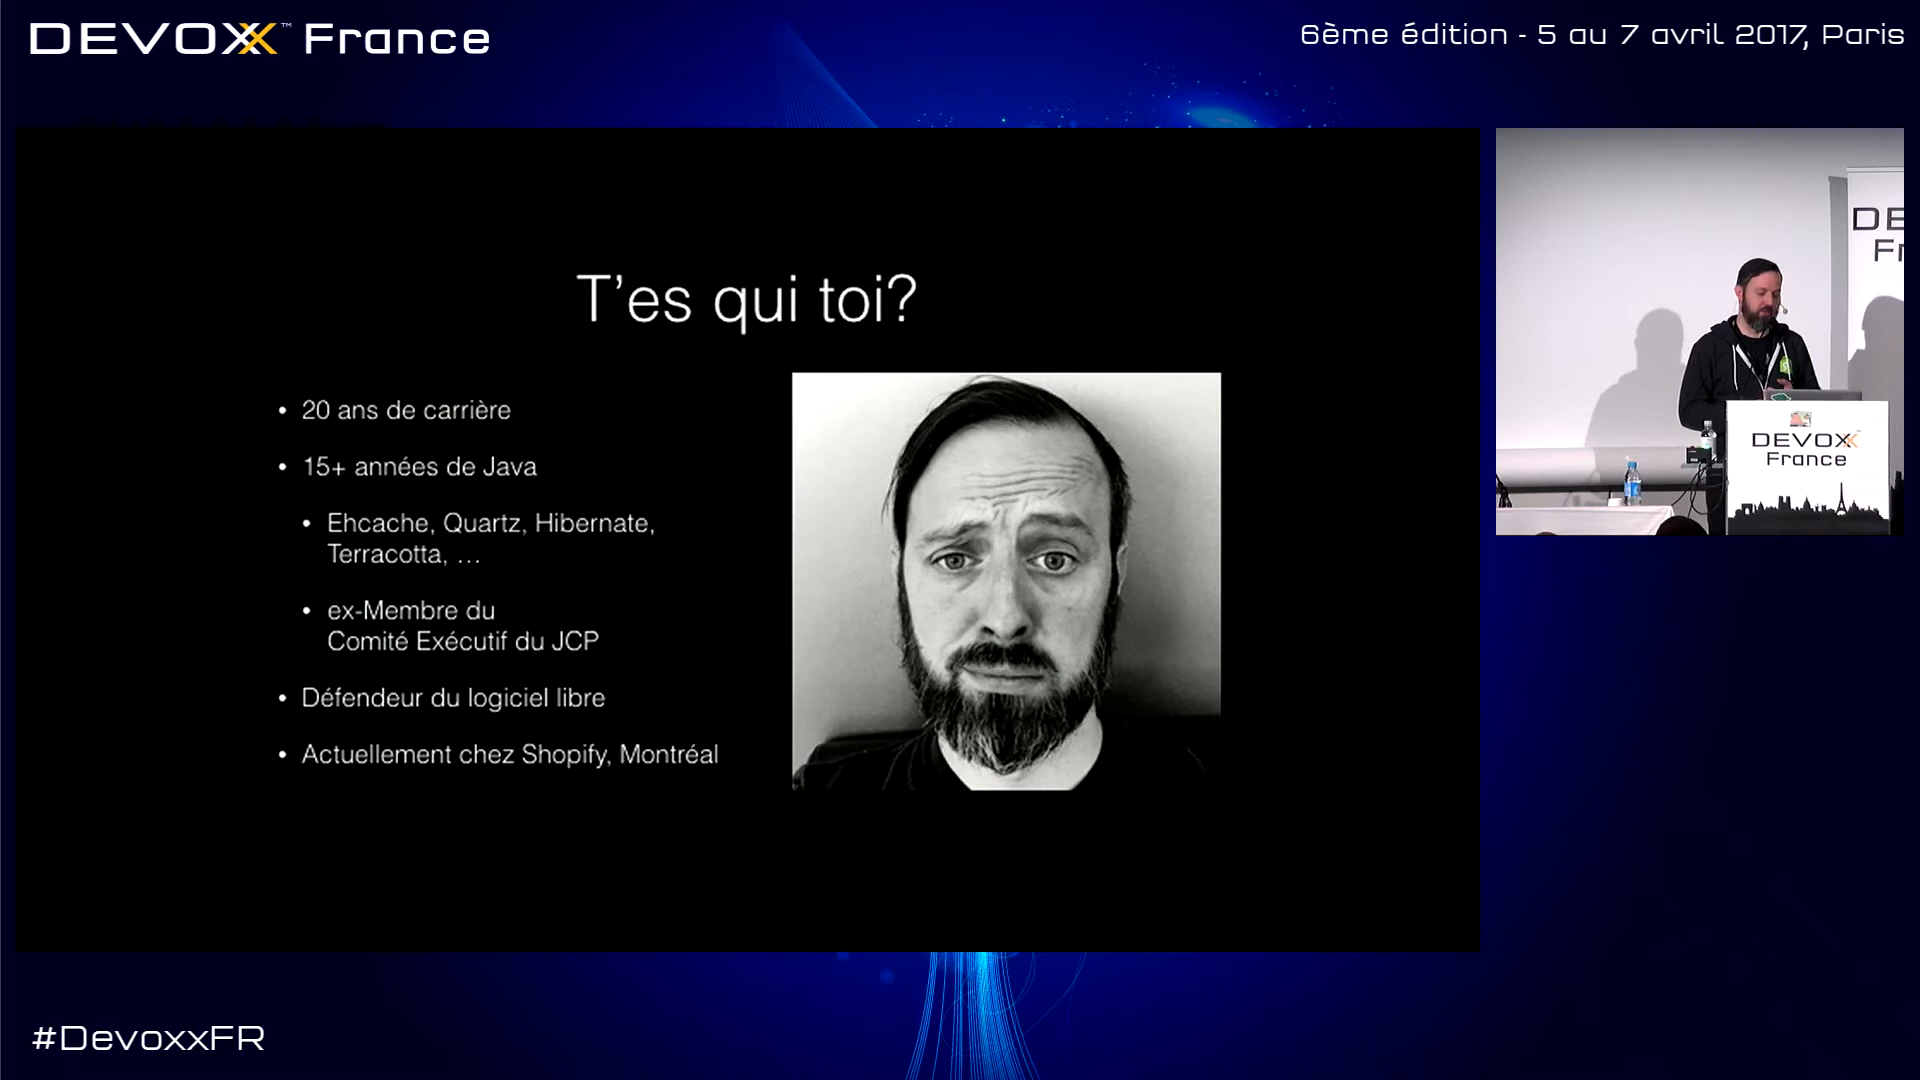 DEVOXX™ France
6ème édition - 5 au 7 avril 2017, Paris
T'es qui toi?
• 20 ans de carrière
• 15+ années de Java
• Ehcache, Quartz, Hibernate,
Terracotta, …
• ex-Membre du
Comité Exécutif du JCP
• Défendeur du logiciel libre
• Actuellement chez Shopify, Montréal
DE
Fr
DEVOXX
France
#DevoxxFR